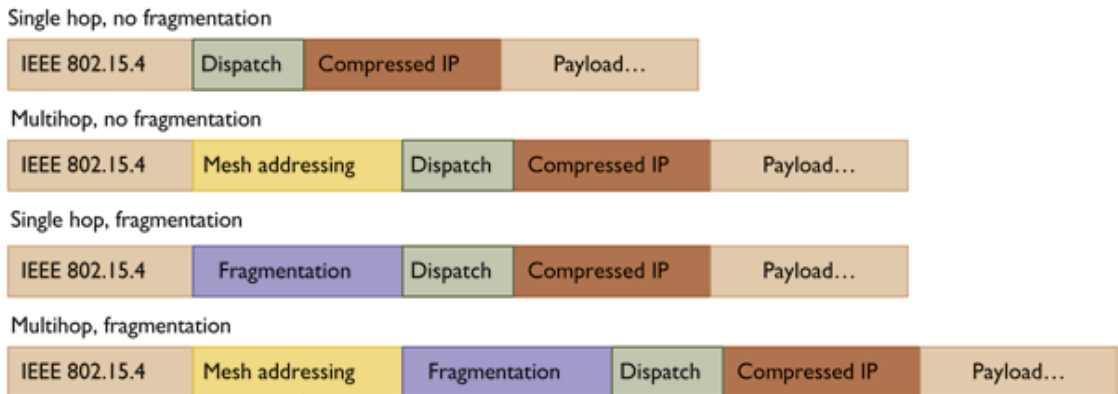 Single hop, no fragmentation
IEEE 802.15.4 Dispatch Compressed IP Payload...
Multihop, no fragmentation
IEEE 802.15.4 Mesh addressing Dispatch Compressed IP Payload...
Single hop, fragmentation
IEEE 802.15.4 Fragmentation Dispatch Compressed IP Payload...
Multihop, fragmentation
IEEE 802.15.4 Mesh addressing Fragmentation Dispatch Compressed IP Payload...